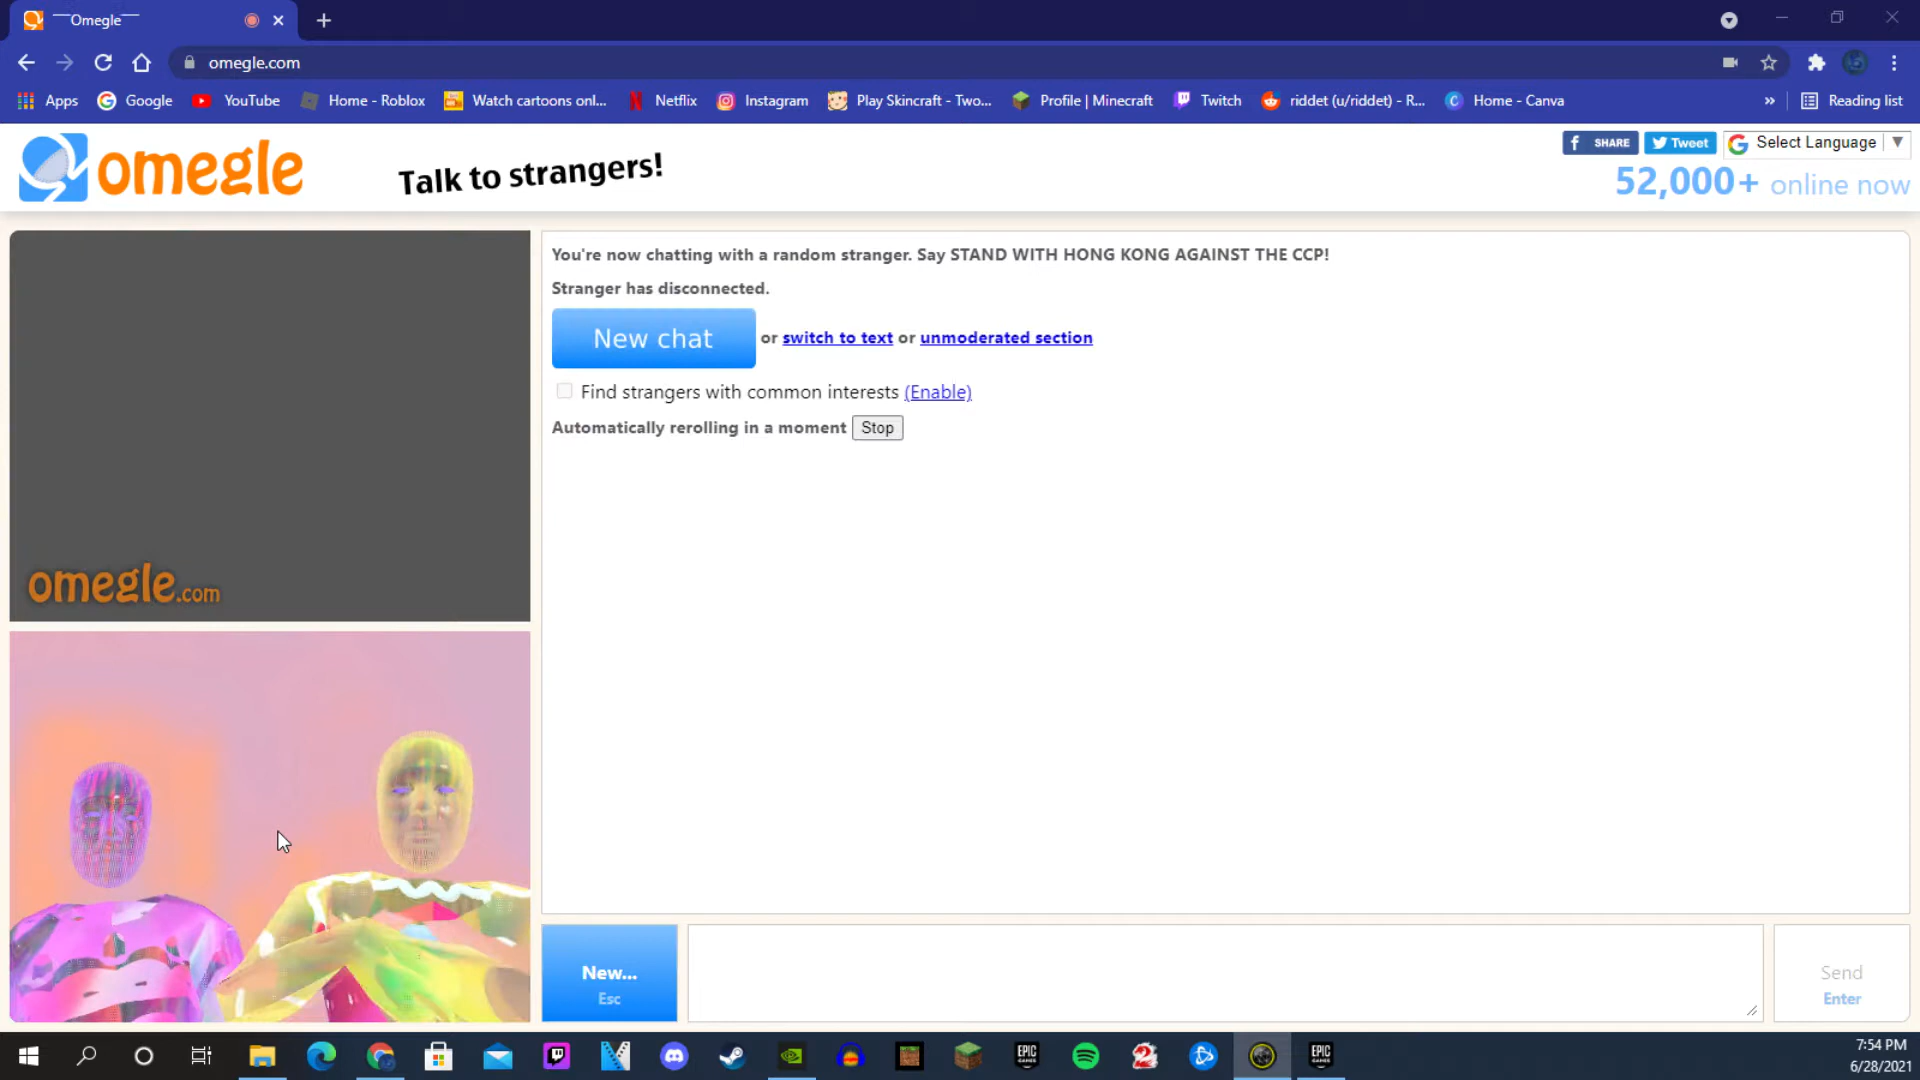 Omegle
omegle.com
Apps Google YouTube Home - Roblox Watch cartoons onl... Netflix Instagram Play Skincraft - Two... Profile | Minecraft Twitch riddet (u/riddet) - R... Home - Canva » Reading list
omegle Talk to strangers! SHARE Tweet Select Language
52,000+ online now
You're now chatting with a random stranger. Say STAND WITH HONG KONG AGAINST THE CCP!
Stranger has disconnected.
New chat or switch to text or unmoderated section
Find strangers with common interests (Enable)
Automatically rerolling in a moment Stop
omegle.com
New...
Esc
Send
Enter
EPIC GAMES
EPIC GAMES
7:54 PM
6/28/2021